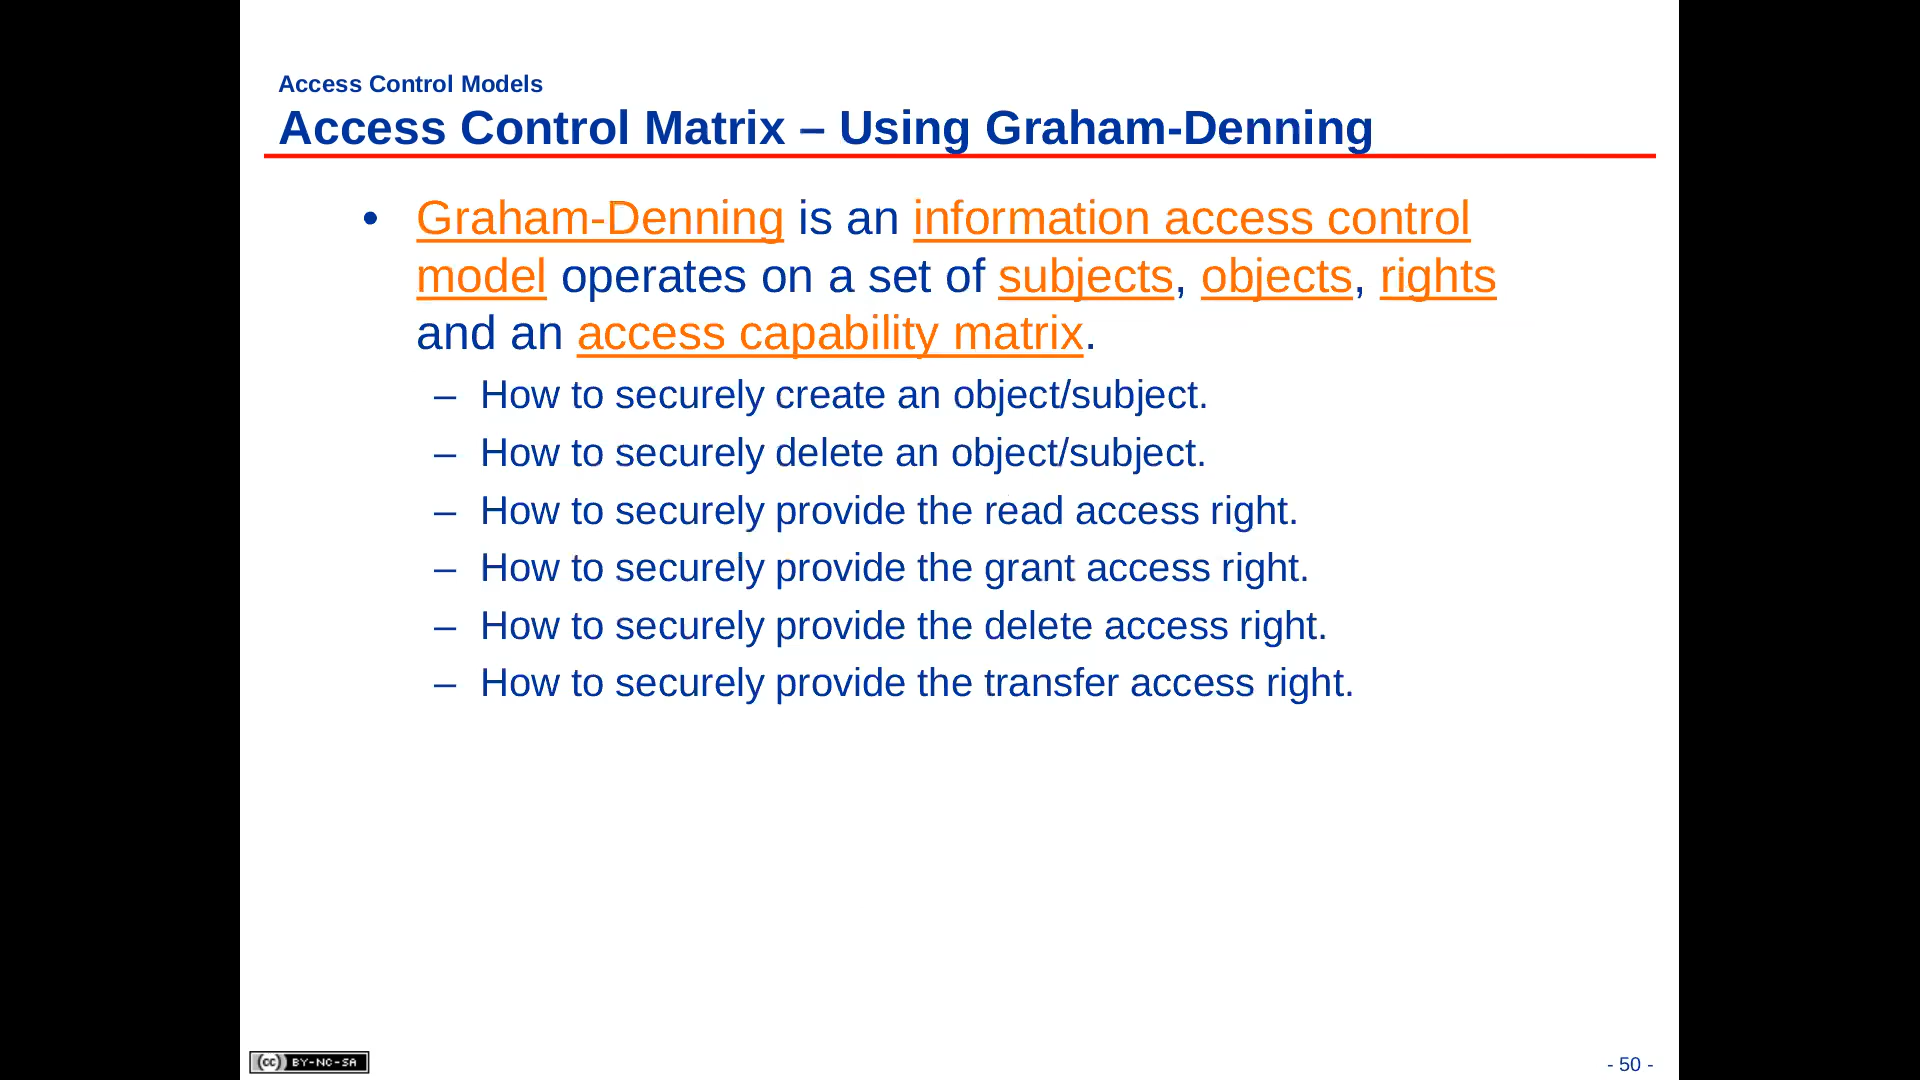 Access Control Models
Access Control Matrix – Using Graham-Denning
• Graham-Denning is an information access control
model operates on a set of subjects, objects, rights
and an access capability matrix.
– How to securely create an object/subject.
– How to securely delete an object/subject.
– How to securely provide the read access right.
– How to securely provide the grant access right.
– How to securely provide the delete access right.
– How to securely provide the transfer access right.
(cc) BY-NC-SA
- 50 -